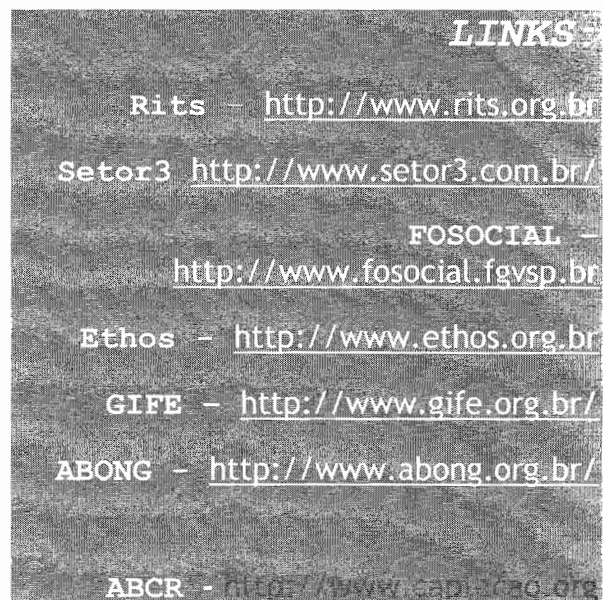 LINKS:
Rits – http://www.rits.org.br
Setor3 http://www.setor3.com.br/
FOSOCIAL –
http://www.fosocial.fgvsp.br
Ethos – http://www.ethos.org.br
GIFE – http://www.gife.org.br/
ABONG – http://www.abong.org.br/
ABCR -